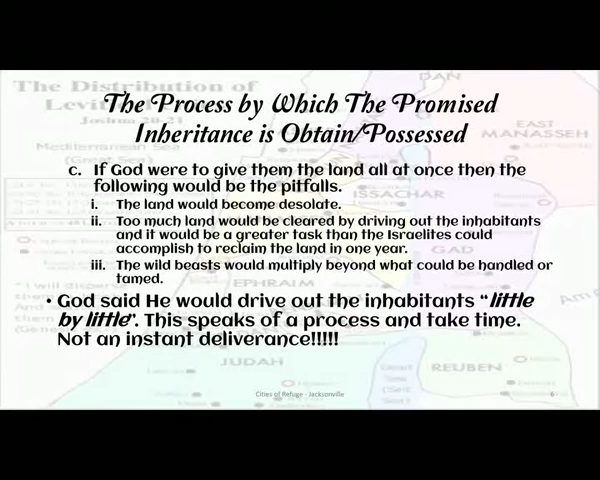 The Process by Which The Promised
Inheritance is Obtain/Possessed
c. If God were to give them the land all at once then the
following would be the pitfalls.
i. The land would become desolate.
ii. Too much land would be cleared by driving out the inhabitants
and it would be a greater task than the Israelites could
accomplish to reclaim the land in one year.
iii. The wild beasts would multiply beyond what could be handled or
tamed.
• God said He would drive out the inhabitants “little
by little”. This speaks of a process and take time.
Not an instant deliverance!!!!!
Cities of Refuge - Jacksonville
6
The Distribution of
Joshua 20-21
Mediterranean Sea
(Great Sea)
DAN
EAST
MANASSEH
ISSACHAR
GAD
EPHRAIM
JUDAH
REUBEN
"I will disperse